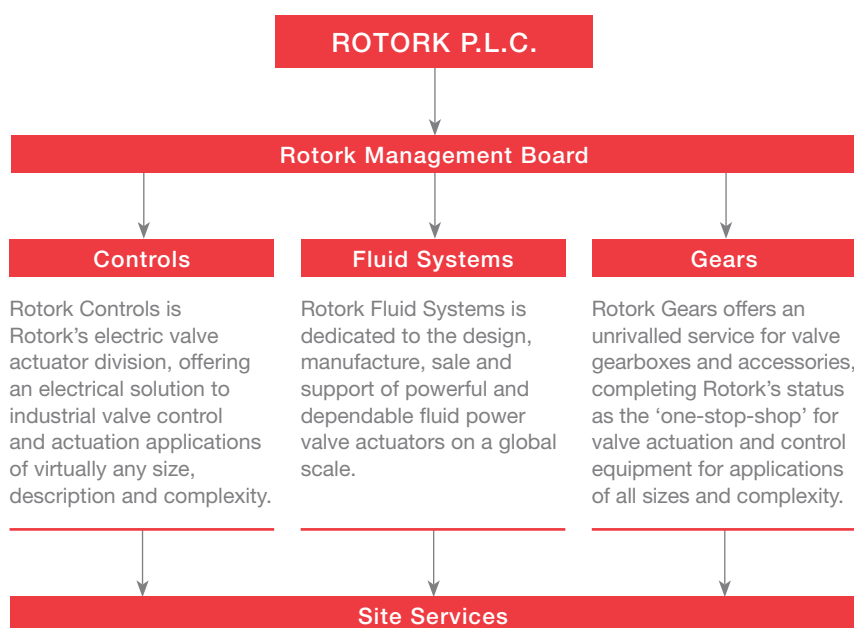 ROTORK P.L.C.
Rotork Management Board
Controls
Rotork Controls is
Rotork’s electric valve
actuator division, offering
an electrical solution to
industrial valve control
and actuation applications
of virtually any size,
description and complexity.
Fluid Systems
Rotork Fluid Systems is
dedicated to the design,
manufacture, sale and
support of powerful and
dependable fluid power
valve actuators on a global
scale.
Gears
Rotork Gears offers an
unrivalled service for valve
gearboxes and accessories,
completing Rotork’s status
as the ‘one-stop-shop’ for
valve actuation and control
equipment for applications
of all sizes and complexity.
Site Services